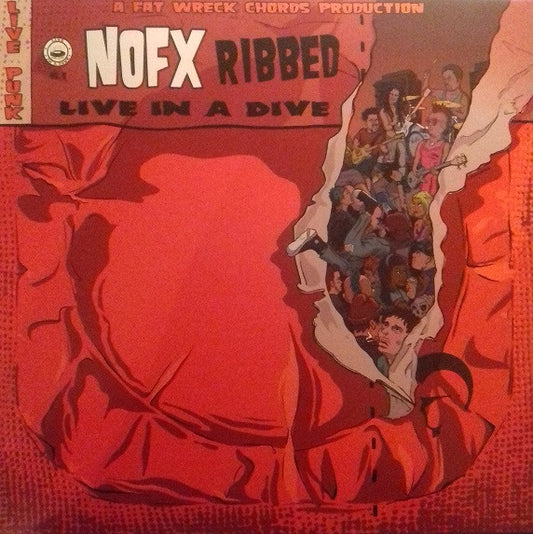 A FAT WRECK CHORDS PRODUCTION
LIVE PUNK
NOFX RIBBED
LIVE IN A DIVE